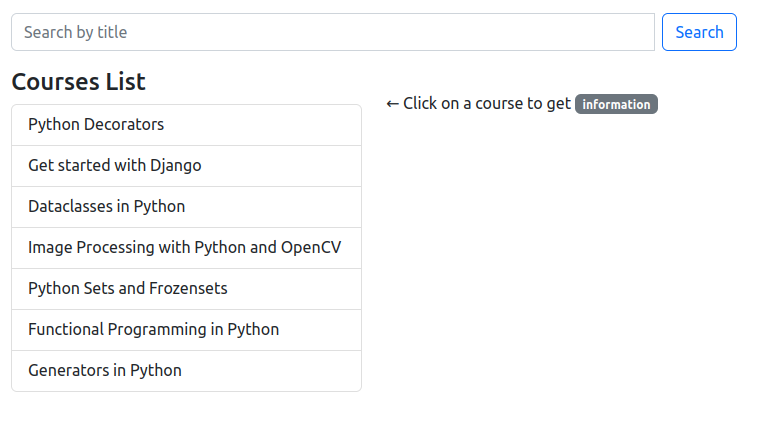 Search by title
Search
Courses List
← Click on a course to get information
Python Decorators
Get started with Django
Dataclasses in Python
Image Processing with Python and OpenCV
Python Sets and Frozensets
Functional Programming in Python
Generators in Python